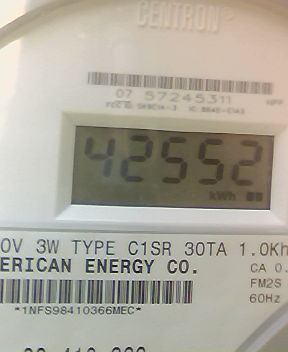 CENTRON®
07 57245311
42552
kWh
0V 3W TYPE C1SR 30TA 1.0Kh
ERICAN ENERGY CO.
CA 0.
FM2S
60Hz
*1NFS98410366MEC*